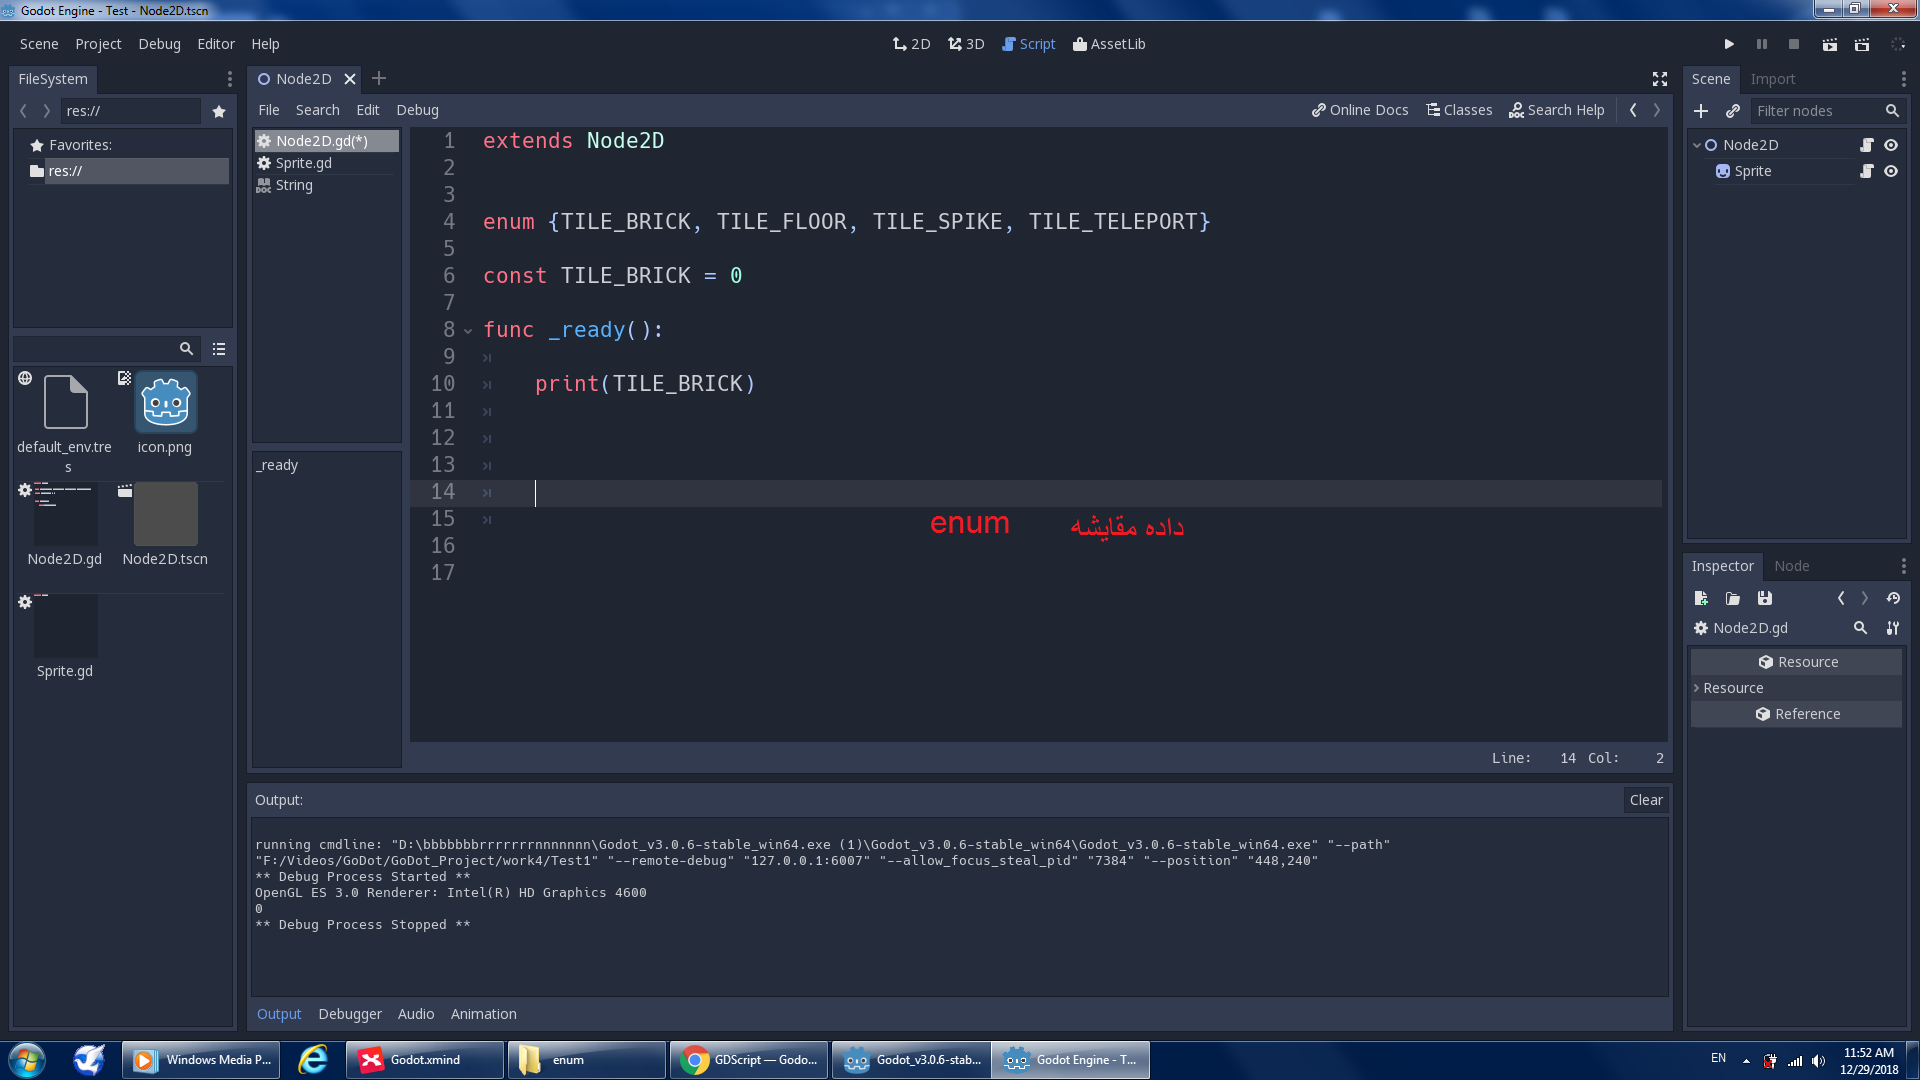 Godot Engine - Test - Node2D.tscn
Scene Project Debug Editor Help
2D 3D Script AssetLib
FileSystem
Node2D
Scene Import
res://
File Search Edit Debug
Online Docs Classes Search Help
Filter nodes
Favorites:
res://
Node2D.gd(*)
Sprite.gd
String
1 extends Node2D
2
3
4 enum {TILE_BRICK, TILE_FLOOR, TILE_SPIKE, TILE_TELEPORT}
5
6 const TILE_BRICK = 0
7
8 func _ready():
9
10 print(TILE_BRICK)
11
12
13
14
15
16
17
enum داده مقایشه
Node2D
Sprite
default_env.tre
s
icon.png
Node2D.gd
Node2D.tscn
Sprite.gd
_ready
Inspector Node
Node2D.gd
Resource
Resource
Reference
Line: 14 Col: 2
Output:
Clear
running cmdline: "D:\bbbbbbbrrrrrrrnnnnnnn\Godot_v3.0.6-stable_win64.exe (1)\Godot_v3.0.6-stable_win64\Godot_v3.0.6-stable_win64.exe" "--path"
"F:/Videos/GoDot/GoDot_Project/work4/Test1" "--remote-debug" "127.0.0.1:6007" "--allow_focus_steal_pid" "7384" "--position" "448,240"
** Debug Process Started **
OpenGL ES 3.0 Renderer: Intel(R) HD Graphics 4600
0
** Debug Process Stopped **
Output Debugger Audio Animation
Windows Media P...
Godot.xmind
enum
GDScript — Godo...
Godot_v3.0.6-stab...
Godot Engine - T...
EN
11:52 AM
12/29/2018